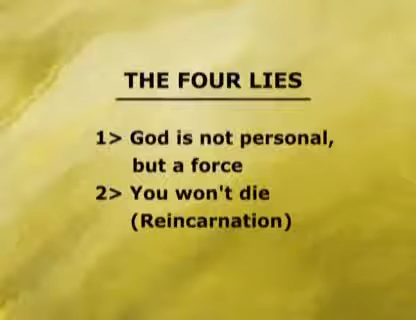 THE FOUR LIES
1> God is not personal,
but a force
2> You won't die
(Reincarnation)